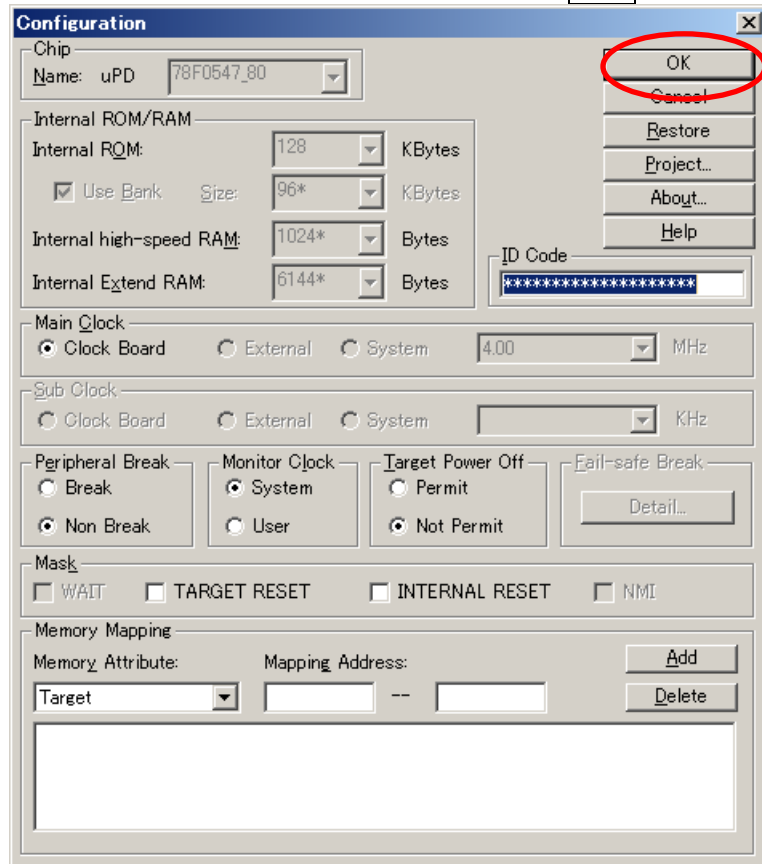 Configuration
Chip
Name: uPD 78F0547_80
OK
Cancel
Restore
Project...
About...
Help
Internal ROM/RAM
Internal ROM: 128 KBytes
Use Bank Size: 96* KBytes
Internal high-speed RAM: 1024* Bytes
Internal Extend RAM: 6144* Bytes
ID Code
********************
Main Clock
Clock Board External System 4.00 MHz
Sub Clock
Clock Board External System KHz
Peripheral Break
Break
Non Break
Monitor Clock
System
User
Target Power Off
Permit
Not Permit
Fail-safe Break
Detail...
Mask
WAIT TARGET RESET INTERNAL RESET NMI
Memory Mapping
Memory Attribute: Mapping Address: Add
Target -- Delete